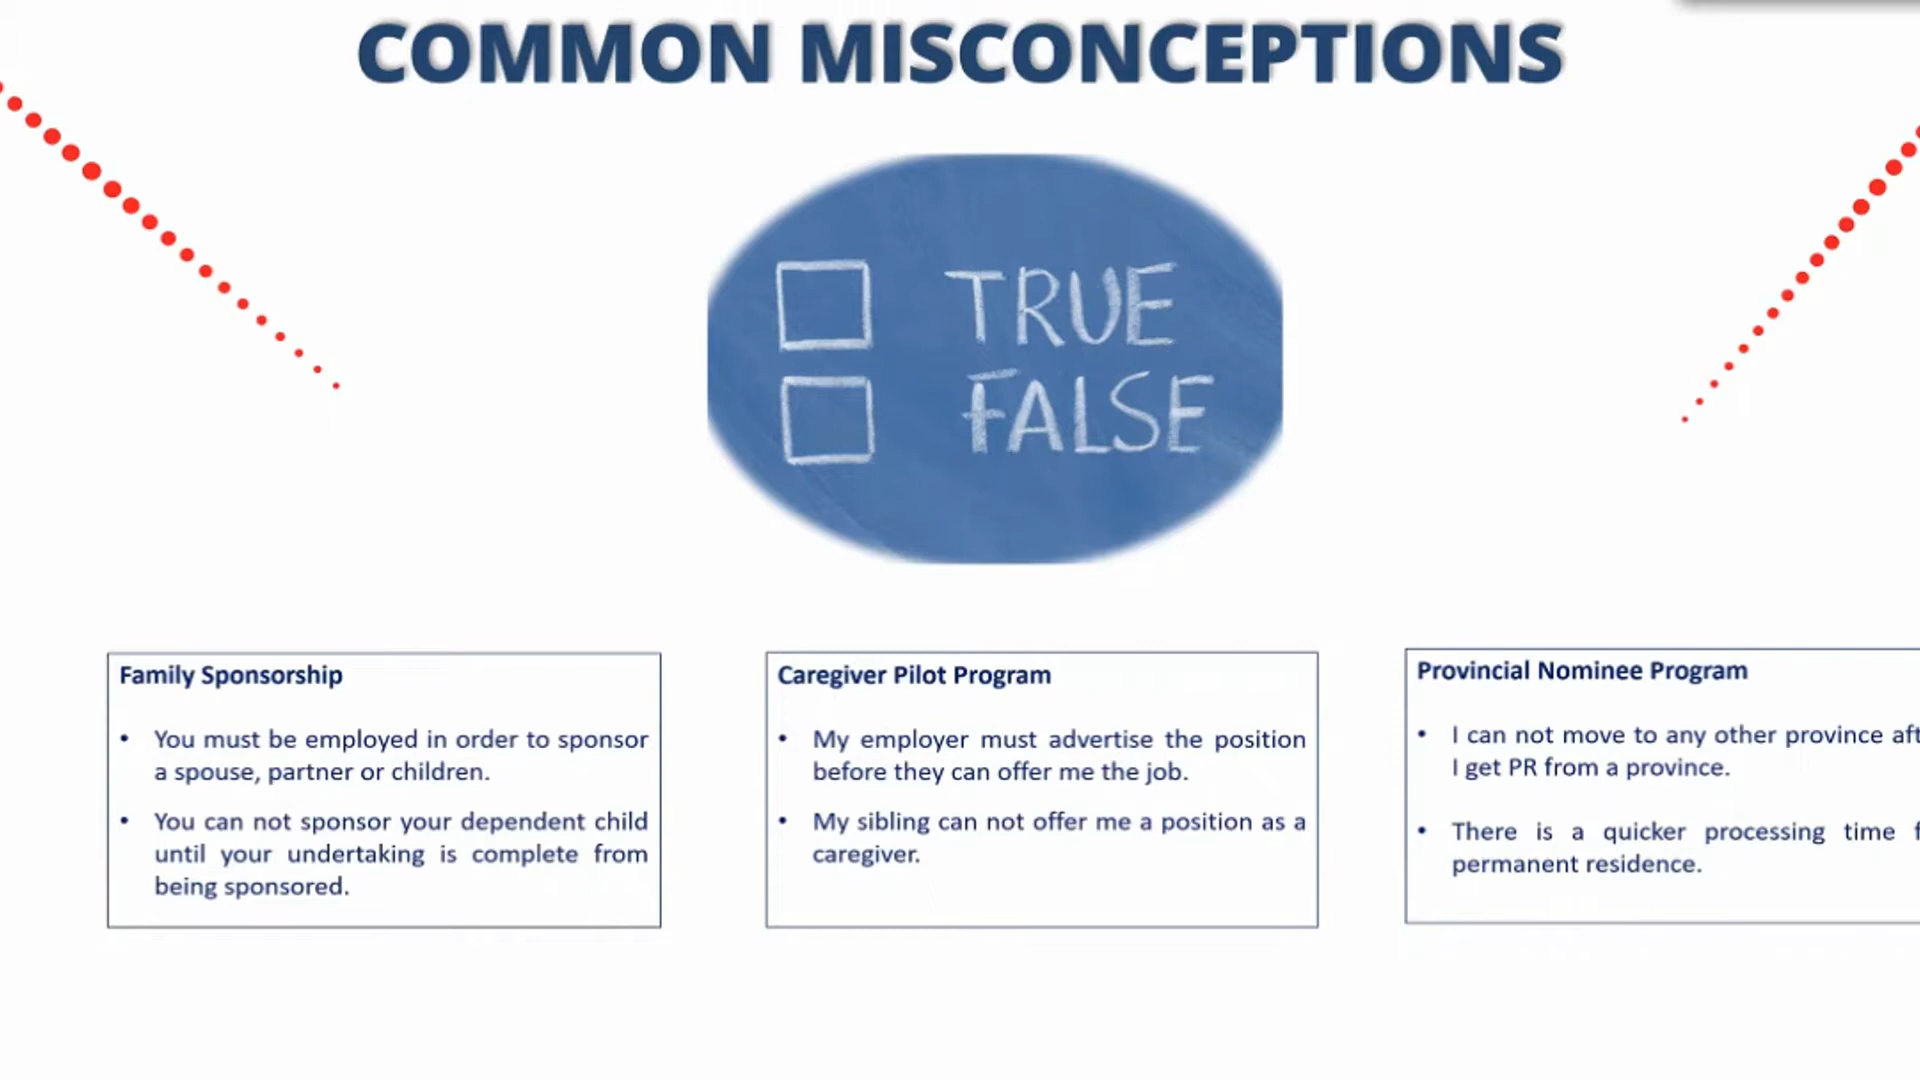 COMMON MISCONCEPTIONS
TRUE
FALSE
Family Sponsorship
• You must be employed in order to sponsor
a spouse, partner or children.
• You can not sponsor your dependent child
until your undertaking is complete from
being sponsored.
Caregiver Pilot Program
• My employer must advertise the position
before they can offer me the job.
• My sibling can not offer me a position as a
caregiver.
Provincial Nominee Program
• I can not move to any other province
I get PR from a province.
• There is a quicker processing time
permanent residence.